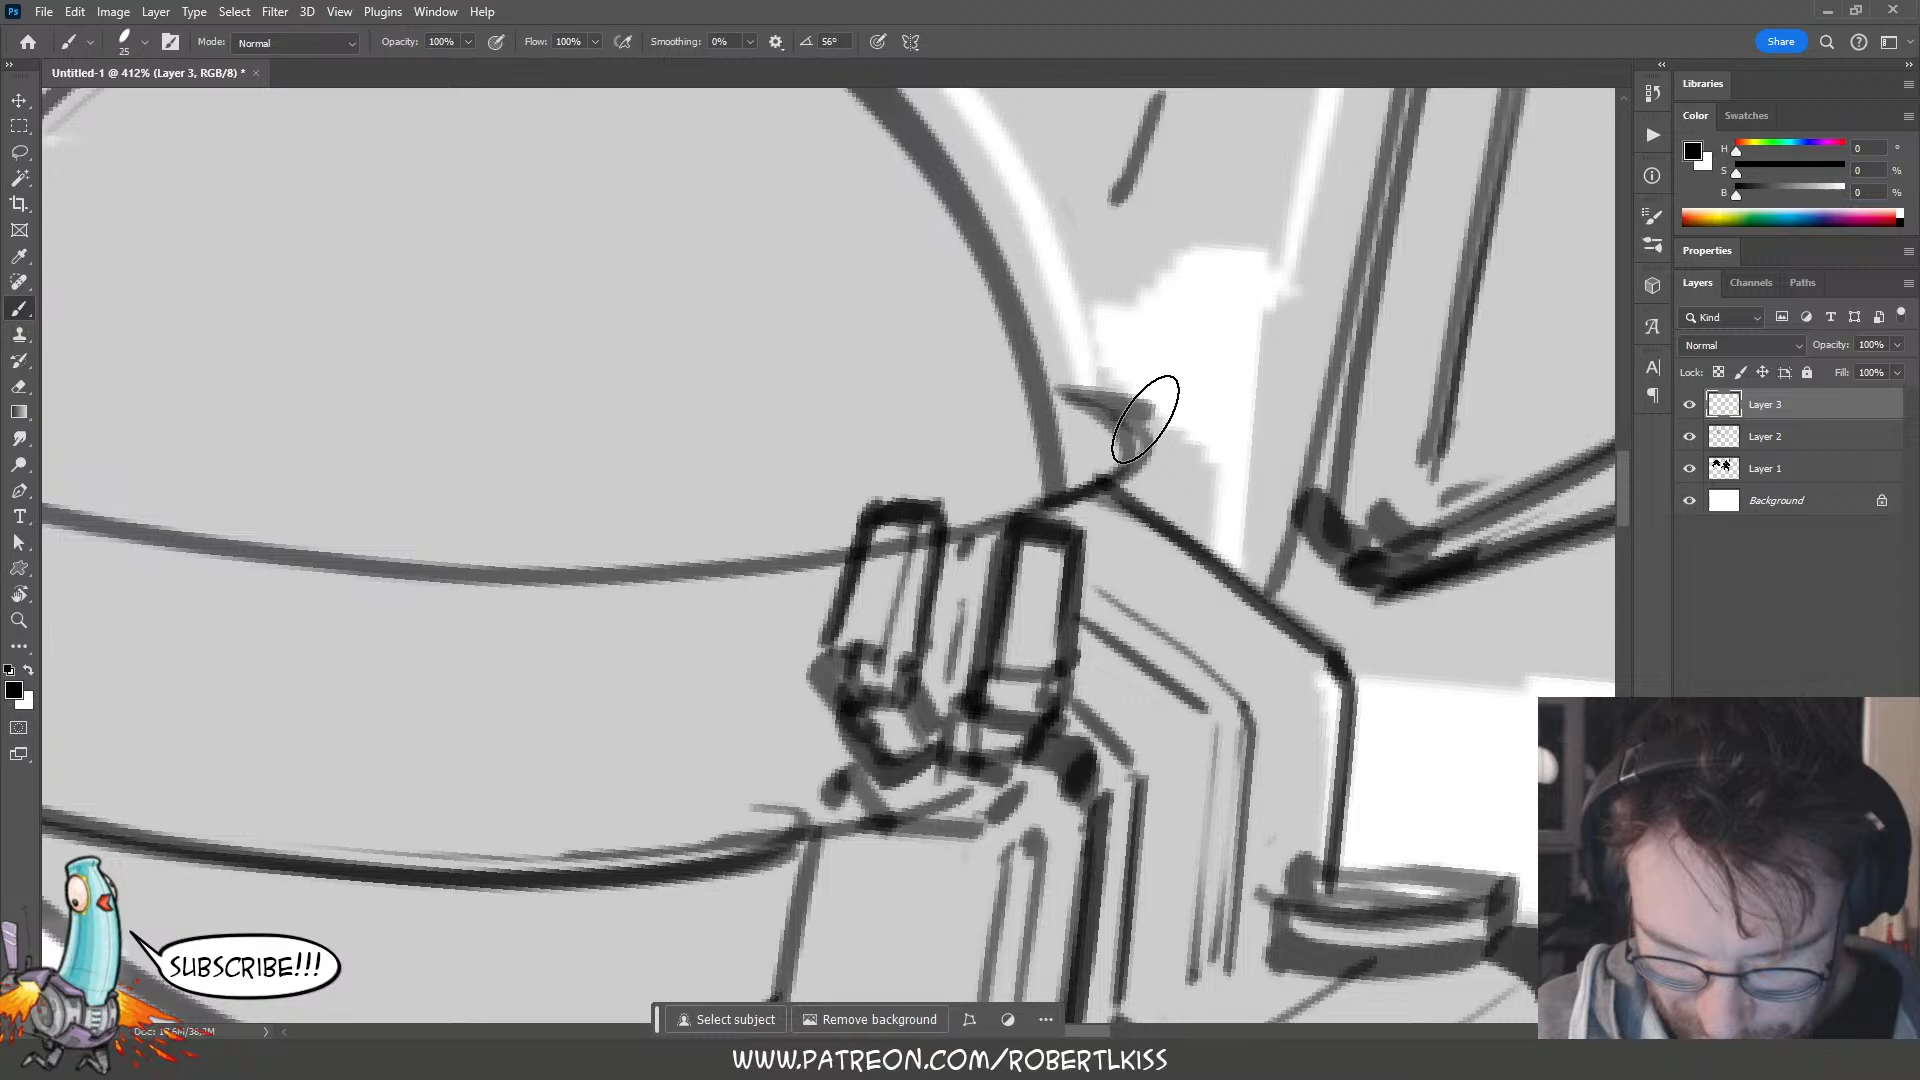 Ps File Edit Image Layer Type Select Filter 3D View Plugins Window Help
25 Mode: Normal Opacity: 100% Flow: 100% Smoothing: 0% 56° Share
Untitled-1 @ 412% (Layer 3, RGB/8) *
Libraries
Color Swatches
H 0 °
S 0 %
B 0 %
Properties
Layers Channels Paths
Kind
Normal Opacity: 100%
Lock: Fill: 100%
Layer 3
Layer 2
Layer 1
Background
SUBSCRIBE!!!
Select subject Remove background
WWW.PATREON.COM/ROBERTLKISS